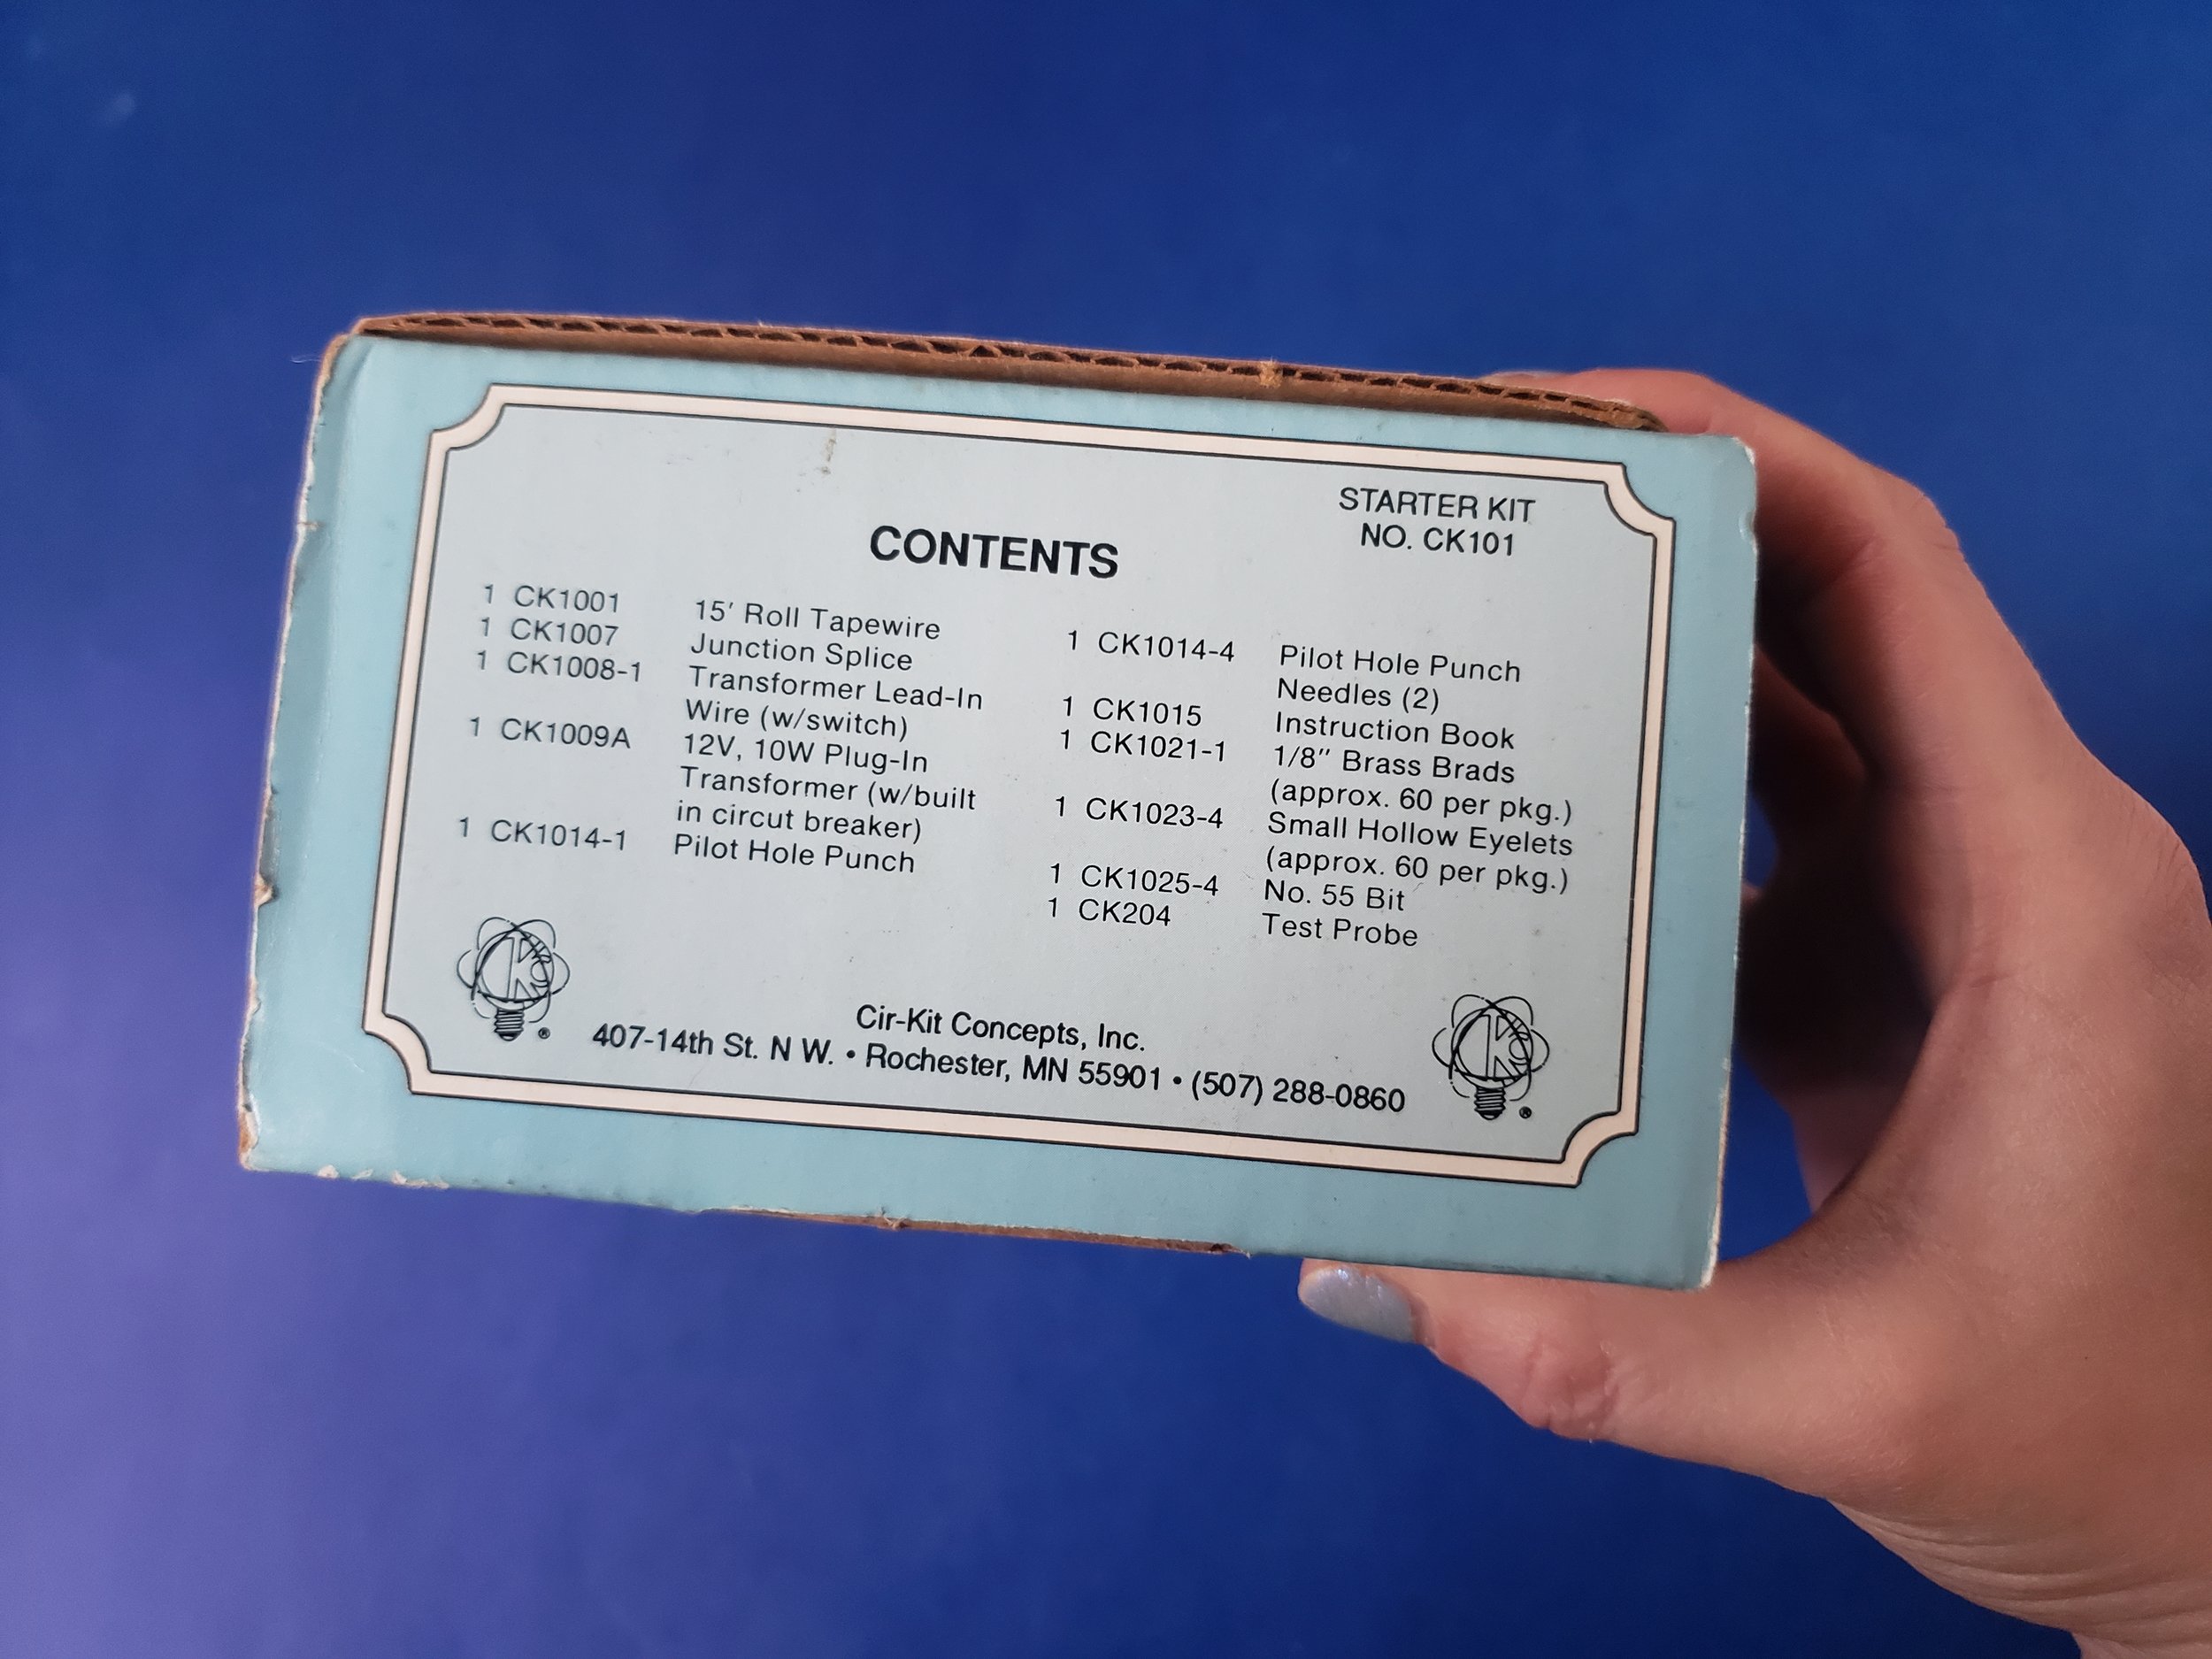 STARTER KIT
NO. CK101
CONTENTS
1 CK1001 15' Roll Tapewire
1 CK1007 Junction Splice
1 CK1008-1 Transformer Lead-In
Wire (w/switch)
1 CK1009A 12V, 10W Plug-In
Transformer (w/built
in circut breaker)
1 CK1014-1 Pilot Hole Punch
1 CK1014-4 Pilot Hole Punch
Needles (2)
1 CK1015 Instruction Book
1 CK1021-1 1/8" Brass Brads
(approx. 60 per pkg.)
1 CK1023-4 Small Hollow Eyelets
(approx. 60 per pkg.)
1 CK1025-4 No. 55 Bit
1 CK204 Test Probe
CK ®
Cir-Kit Concepts, Inc.
407-14th St. N W. • Rochester, MN 55901 • (507) 288-0860
CK ®